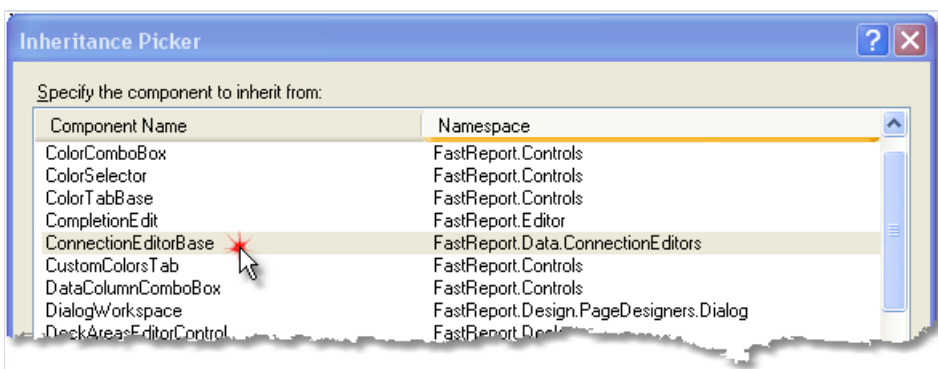 Inheritance Picker
Specify the component to inherit from:
Component Name Namespace
ColorComboBox FastReport.Controls
ColorSelector FastReport.Controls
ColorTabBase FastReport.Controls
CompletionEdit FastReport.Editor
ConnectionEditorBase FastReport.Data.ConnectionEditors
CustomColorsTab FastReport.Controls
DataColumnComboBox FastReport.Controls
DialogWorkspace FastReport.Design.PageDesigners.Dialog
DeckAreasEditorControl